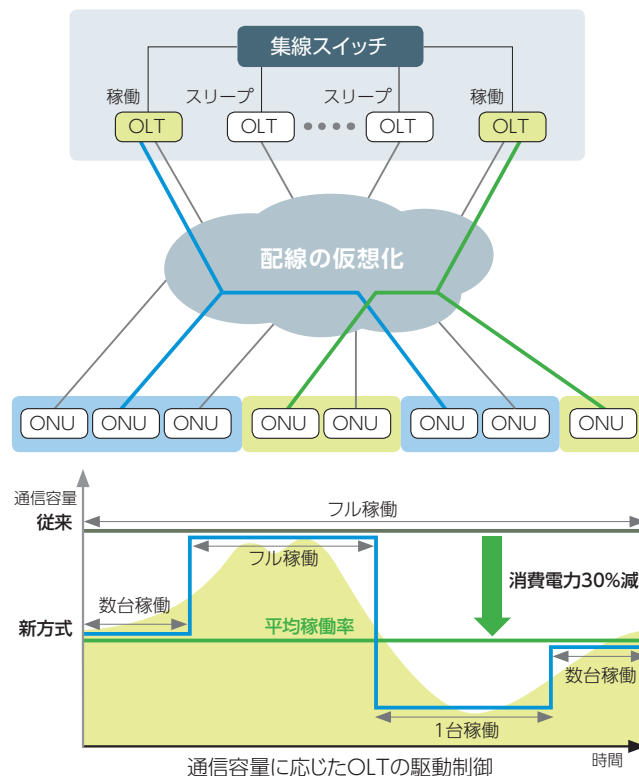 集線スイッチ
稼働
スリープ
スリープ
稼働
OLT
OLT
OLT
OLT
配線の仮想化
ONU
ONU
ONU
ONU
ONU
ONU
ONU
ONU
通信容量
従来
フル稼働
フル稼働
消費電力30%減
数台稼働
新方式
平均稼働率
数台稼働
1台稼働
時間
通信容量に応じたOLTの駆動制御